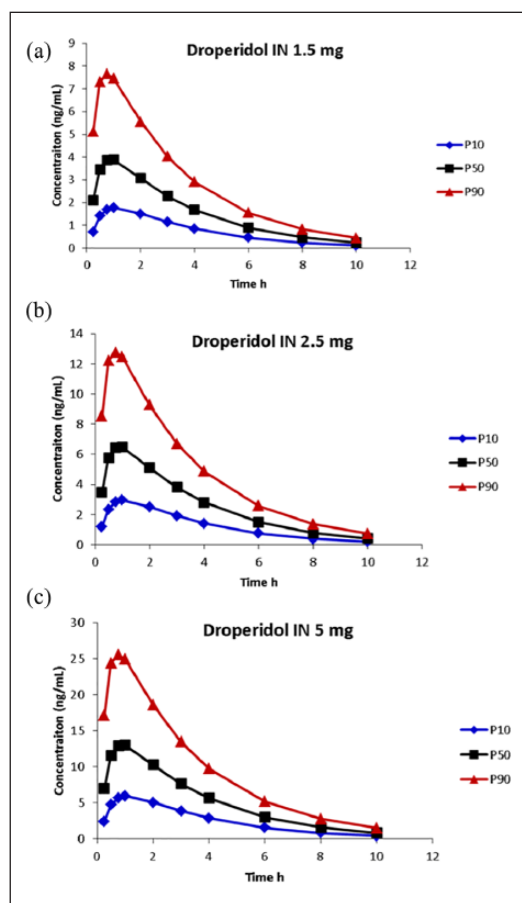 (a)
Droperidol IN 1.5 mg
9
8
7
6
5
4
3
2
1
0
Concentraiton (ng/mL)
0 2 4 6 8 10 12
Time h
P10
P50
P90
(b)
Droperidol IN 2.5 mg
14
12
10
8
6
4
2
0
Concentraiton (ng/mL)
0 2 4 6 8 10 12
Time h
P10
P50
P90
(c)
Droperidol IN 5 mg
30
25
20
15
10
5
0
Concentraiton (ng/mL)
0 2 4 6 8 10 12
Time h
P10
P50
P90